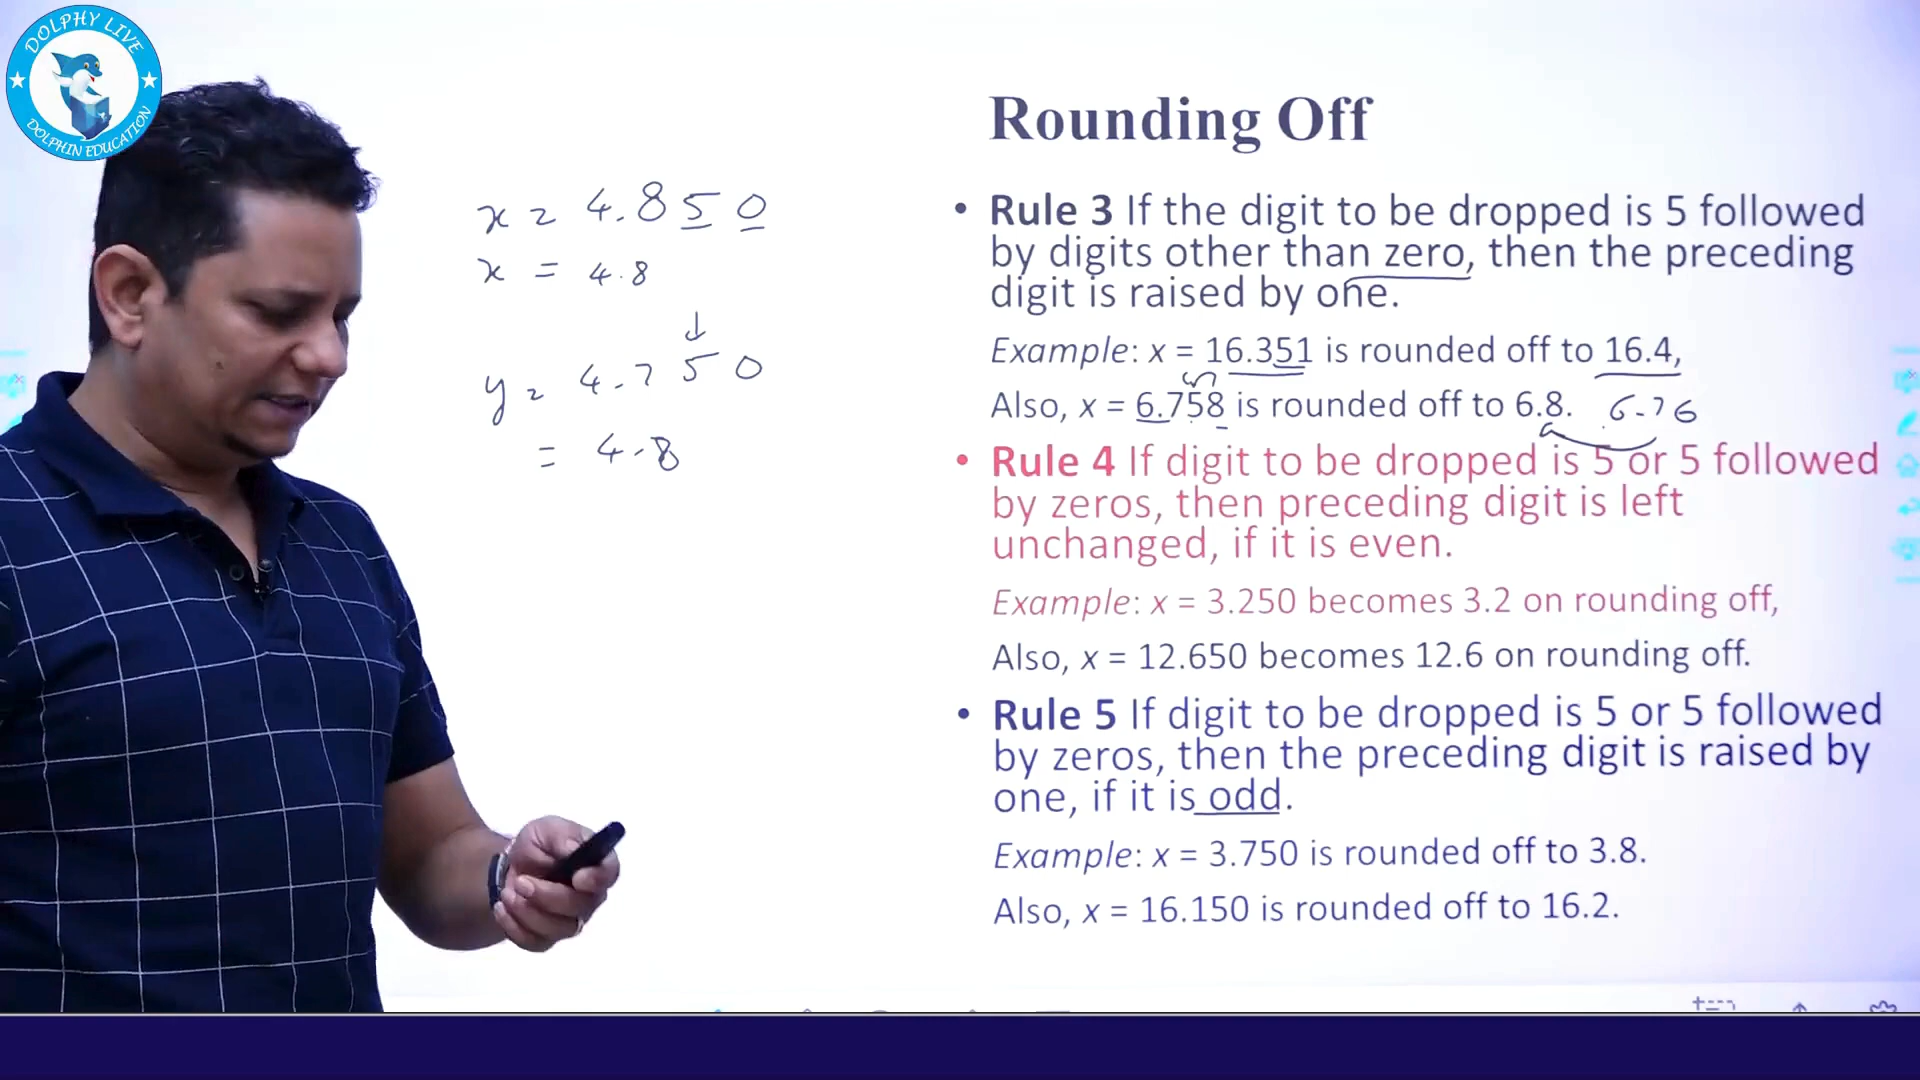 DOLPHY LIVE
DOLPHIN EDUCATION
x = 4.850
x = 4.8
↓
y = 4.750
= 4.8
Rounding Off
• Rule 3 If the digit to be dropped is 5 followed
by digits other than zero, then the preceding
digit is raised by one.
Example: x = 16.351 is rounded off to 16.4,
Also, x = 6.758 is rounded off to 6.8. 6.76
• Rule 4 If digit to be dropped is 5 or 5 followed
by zeros, then preceding digit is left
unchanged, if it is even.
Example: x = 3.250 becomes 3.2 on rounding off,
Also, x = 12.650 becomes 12.6 on rounding off.
• Rule 5 If digit to be dropped is 5 or 5 followed
by zeros, then the preceding digit is raised by
one, if it is odd.
Example: x = 3.750 is rounded off to 3.8.
Also, x = 16.150 is rounded off to 16.2.